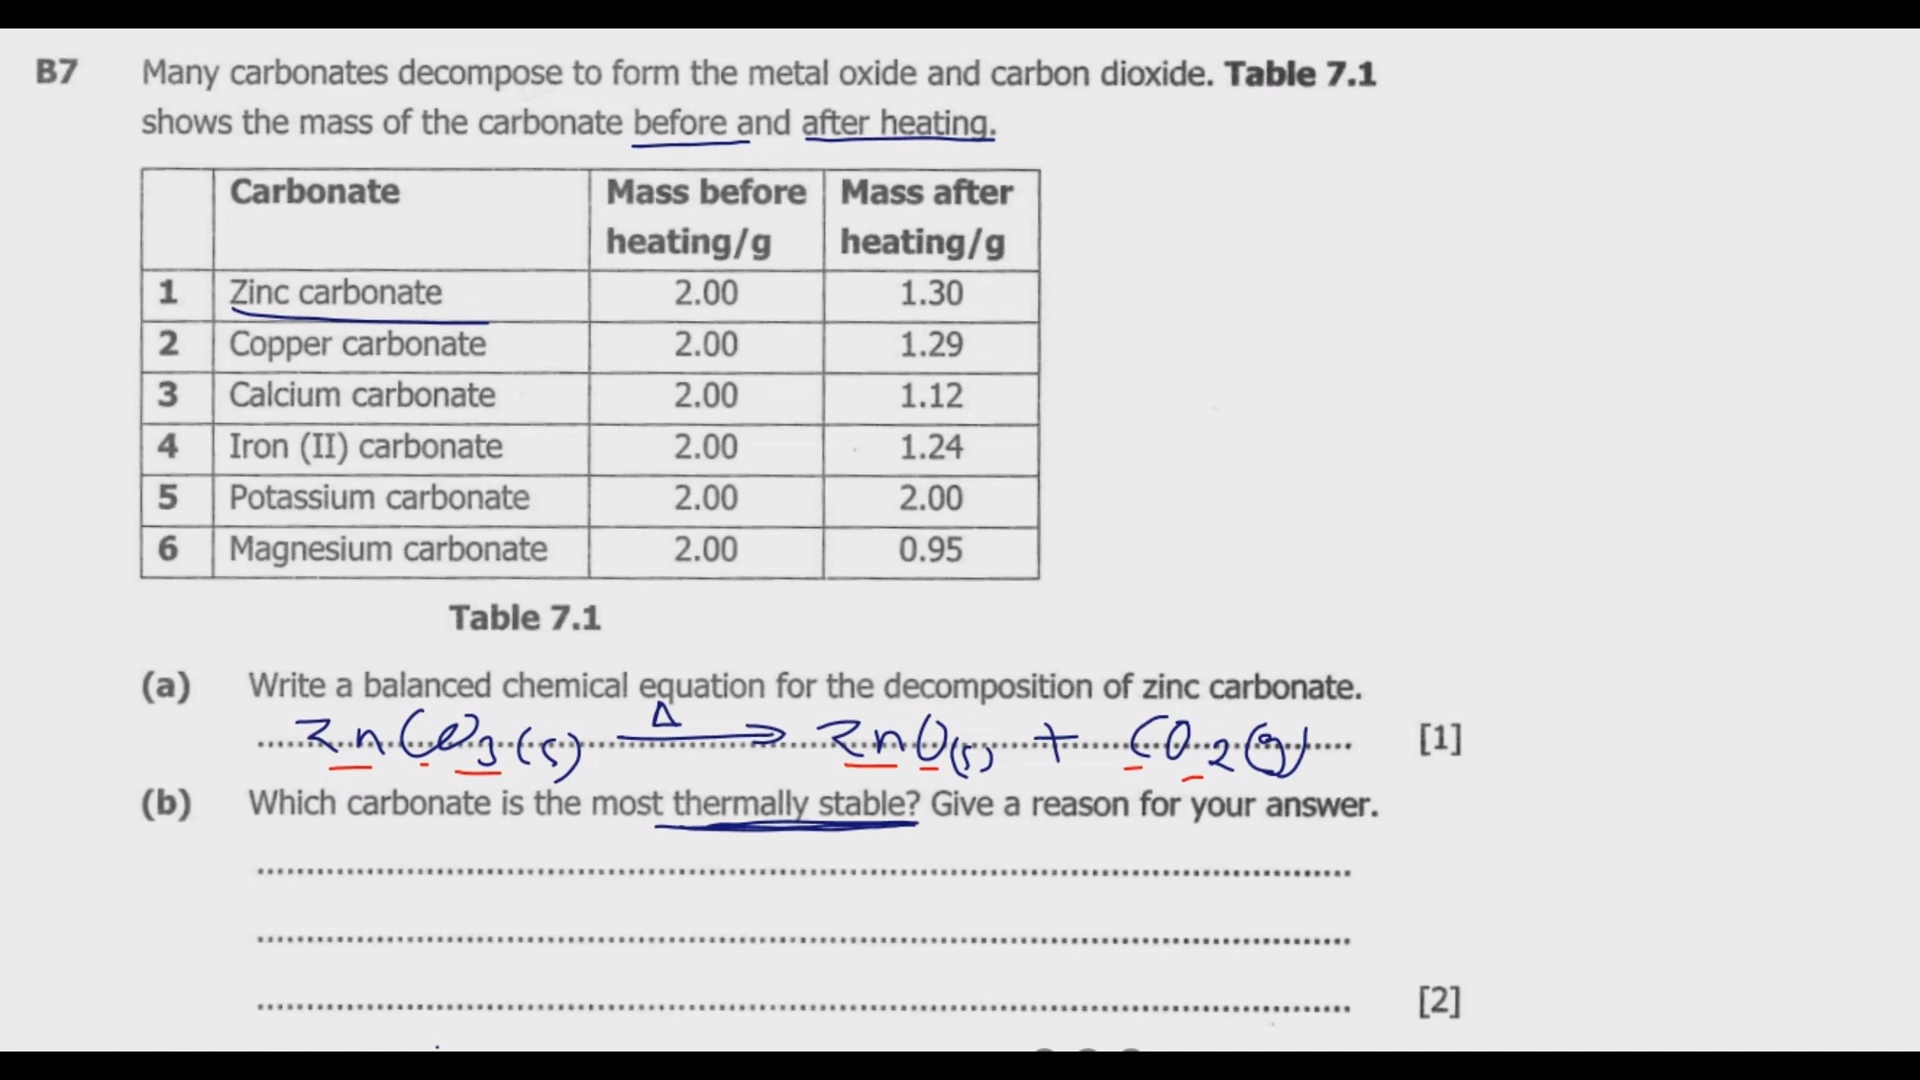 B7 Many carbonates decompose to form the metal oxide and carbon dioxide. Table 7.1
shows the mass of the carbonate before and after heating.
Carbonate Mass before heating/g Mass after heating/g
1 Zinc carbonate 2.00 1.30
2 Copper carbonate 2.00 1.29
3 Calcium carbonate 2.00 1.12
4 Iron (II) carbonate 2.00 1.24
5 Potassium carbonate 2.00 2.00
6 Magnesium carbonate 2.00 0.95
Table 7.1
(a) Write a balanced chemical equation for the decomposition of zinc carbonate.
ZnCO3(s) Δ → ZnO(s) + CO2(g) [1]
(b) Which carbonate is the most thermally stable? Give a reason for your answer.
[2]